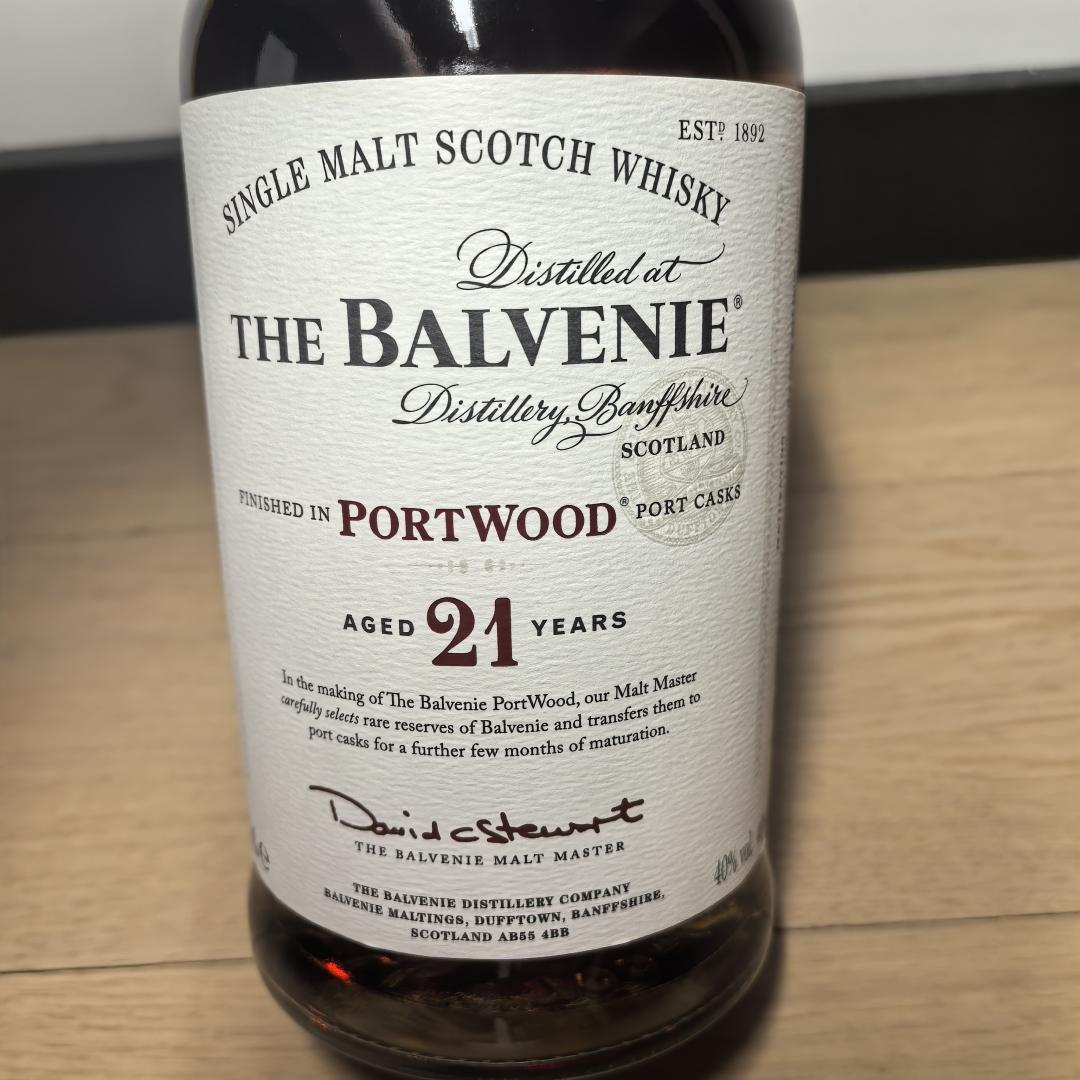 ESTD. 1892
SINGLE MALT SCOTCH WHISKY
Distilled at
THE BALVENIE®
Distillery, Banffshire
SCOTLAND
FINISHED IN PORTWOOD® PORT CASKS
AGED 21 YEARS
In the making of The Balvenie PortWood, our Malt Master
carefully selects rare reserves of Balvenie and transfers them to
port casks for a further few months of maturation.
David C Stewart
THE BALVENIE MALT MASTER
40% vol
THE BALVENIE DISTILLERY COMPANY
BALVENIE MALTINGS, DUFFTOWN, BANFFSHIRE,
SCOTLAND AB55 4BB